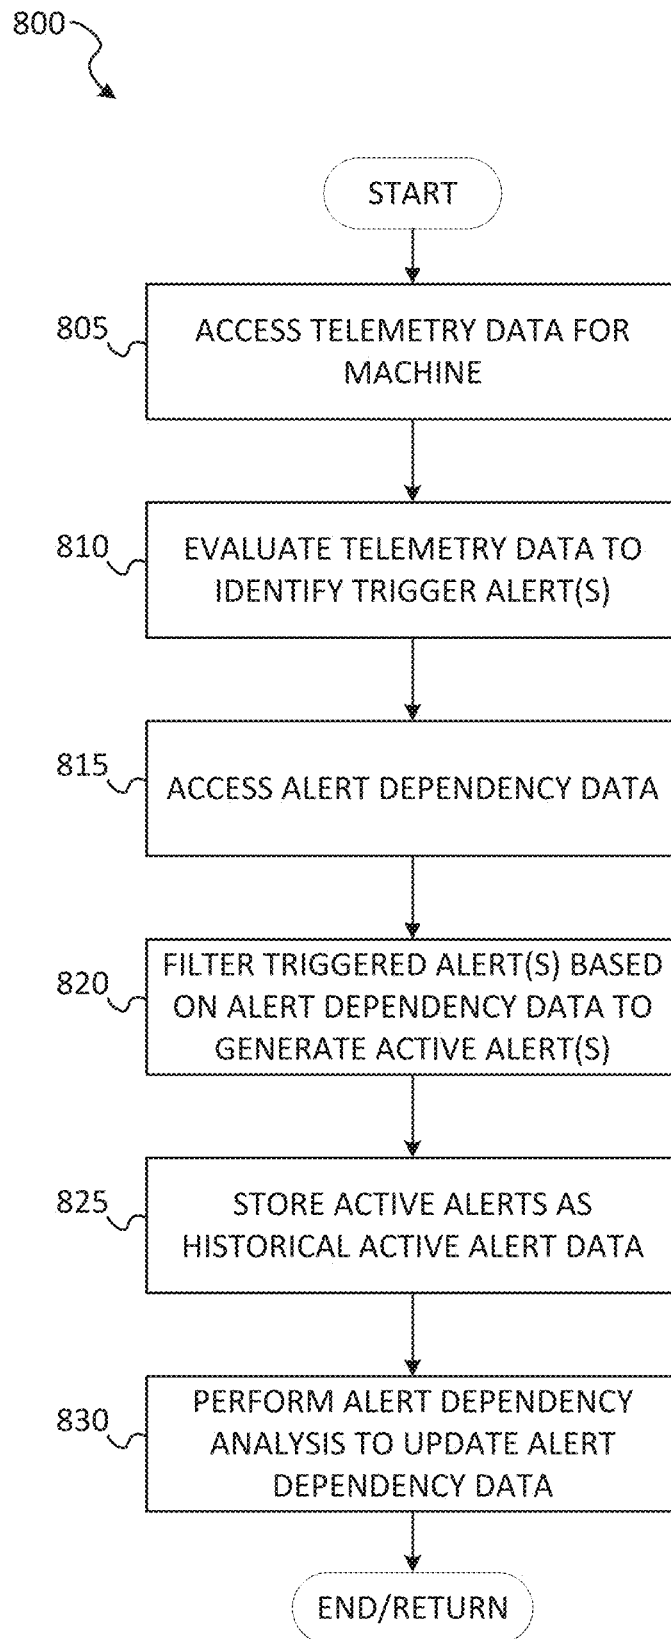 800
START
805
ACCESS TELEMETRY DATA FOR
MACHINE
810
EVALUATE TELEMETRY DATA TO
IDENTIFY TRIGGER ALERT(S)
815
ACCESS ALERT DEPENDENCY DATA
820
FILTER TRIGGERED ALERT(S) BASED
ON ALERT DEPENDENCY DATA TO
GENERATE ACTIVE ALERT(S)
825
STORE ACTIVE ALERTS AS
HISTORICAL ACTIVE ALERT DATA
830
PERFORM ALERT DEPENDENCY
ANALYSIS TO UPDATE ALERT
DEPENDENCY DATA
END/RETURN